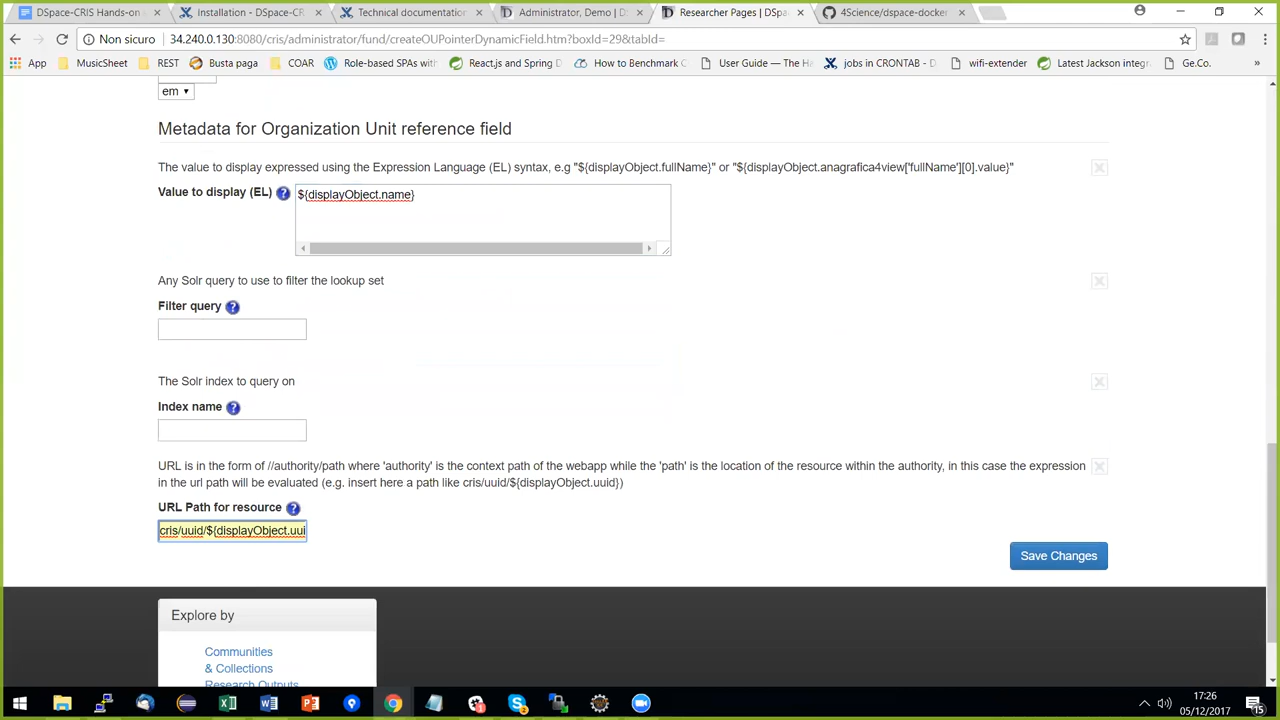 DSpace-CRIS Hands-on
Installation - DSpace-CR
Technical documentation
Administrator, Demo | DS
Researcher Pages | DSpa
4Science/dspace-docker
Non sicuro
34.240.0.130:8080/cris/administrator/fund/createOUPointerDynamicField.htm?boxId=29&tabId=
App
MusicSheet
REST
Busta paga
COAR
Role-based SPAs wit
React.js and Spring D
How to Benchmark C
User Guide — The Ha
jobs in CRONTAB - D
wifi-extender
Latest Jackson integr
Ge.Co.
»
em
Metadata for Organization Unit reference field
The value to display expressed using the Expression Language (EL) syntax, e.g "${displayObject.fullName}" or "${displayObject.anagrafica4view['fullName'][0].value}"
Value to display (EL)
${displayObject.name}
Any Solr query to use to filter the lookup set
Filter query
The Solr index to query on
Index name
URL is in the form of //authority/path where 'authority' is the context path of the webapp while the 'path' is the location of the resource within the authority, in this case the expression
in the url path will be evaluated (e.g. insert here a path like cris/uuid/${displayObject.uuid})
URL Path for resource
cris/uuid/${displayObject.uui
Save Changes
Explore by
Communities
& Collections
Research Outputs
17:26
05/12/2017
15